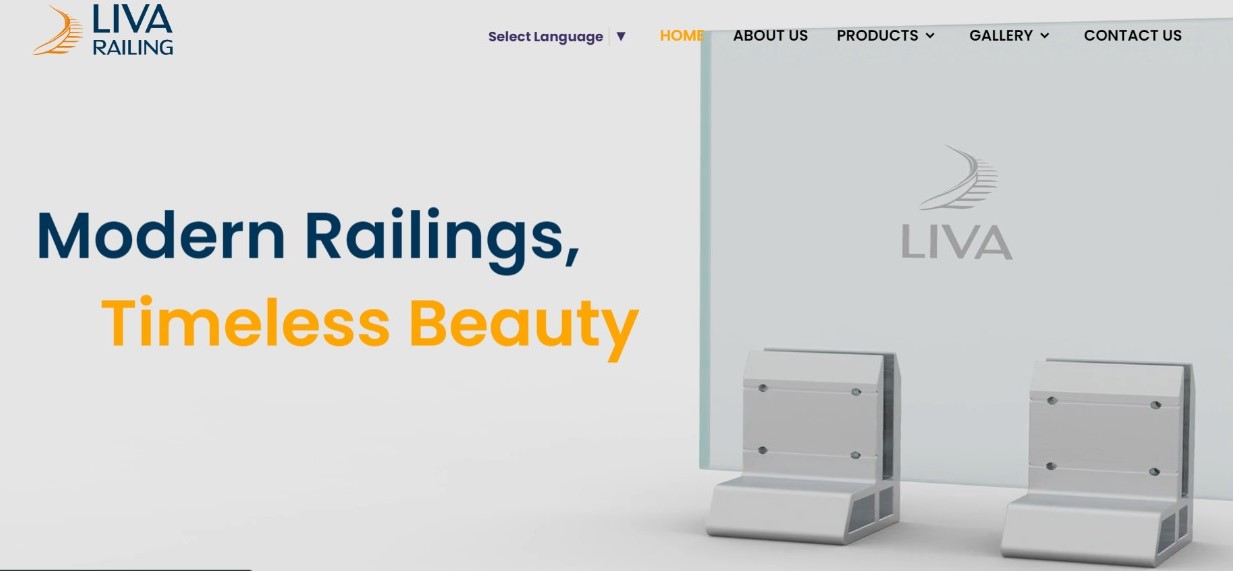 LIVA
RAILING
Select Language ▼
HOME
ABOUT US
PRODUCTS
GALLERY
CONTACT US
Modern Railings,
Timeless Beauty
LIVA